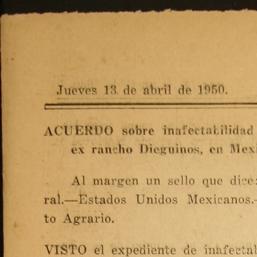 Jueves 13 de abril de 1950.
ACUERDO sobre inafectabilidad
ex rancho Dieguinos, en Mexi
Al margen un sello que dice:
ral.—Estados Unidos Mexicanos.-
to Agrario.
VISTO el expediente de inafectal